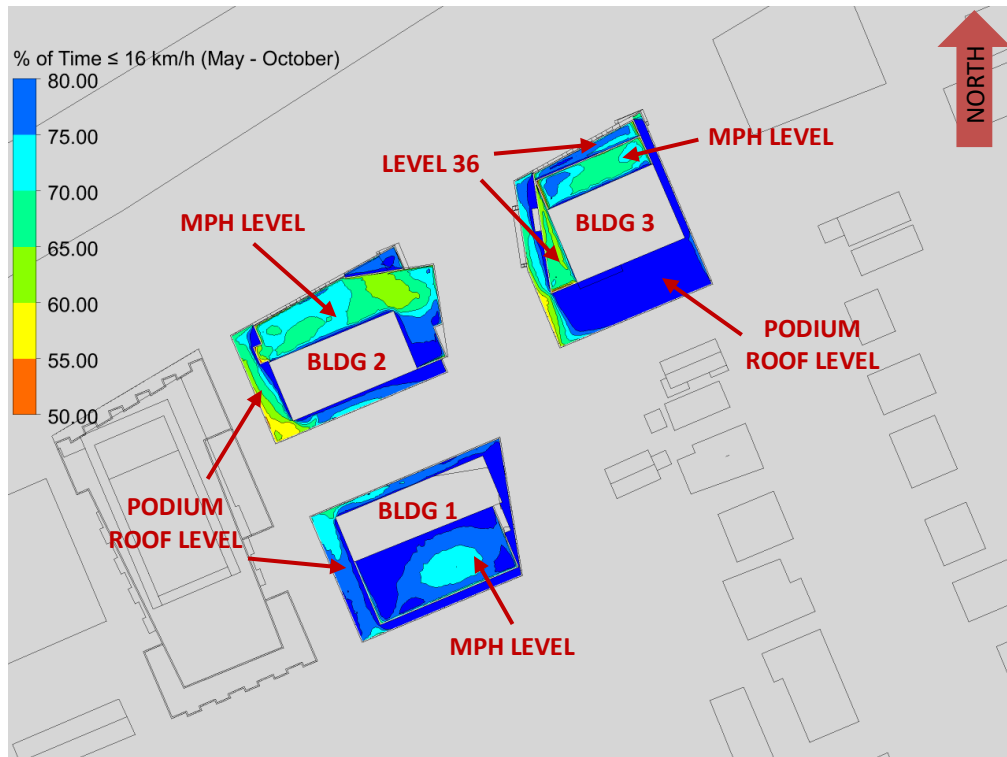 % of Time ≤ 16 km/h (May - October)
80.00
75.00
70.00
65.00
60.00
55.00
50.00
NORTH
MPH LEVEL
LEVEL 36
BLDG 3
MPH LEVEL
PODIUM
ROOF LEVEL
BLDG 2
PODIUM
ROOF LEVEL
BLDG 1
MPH LEVEL